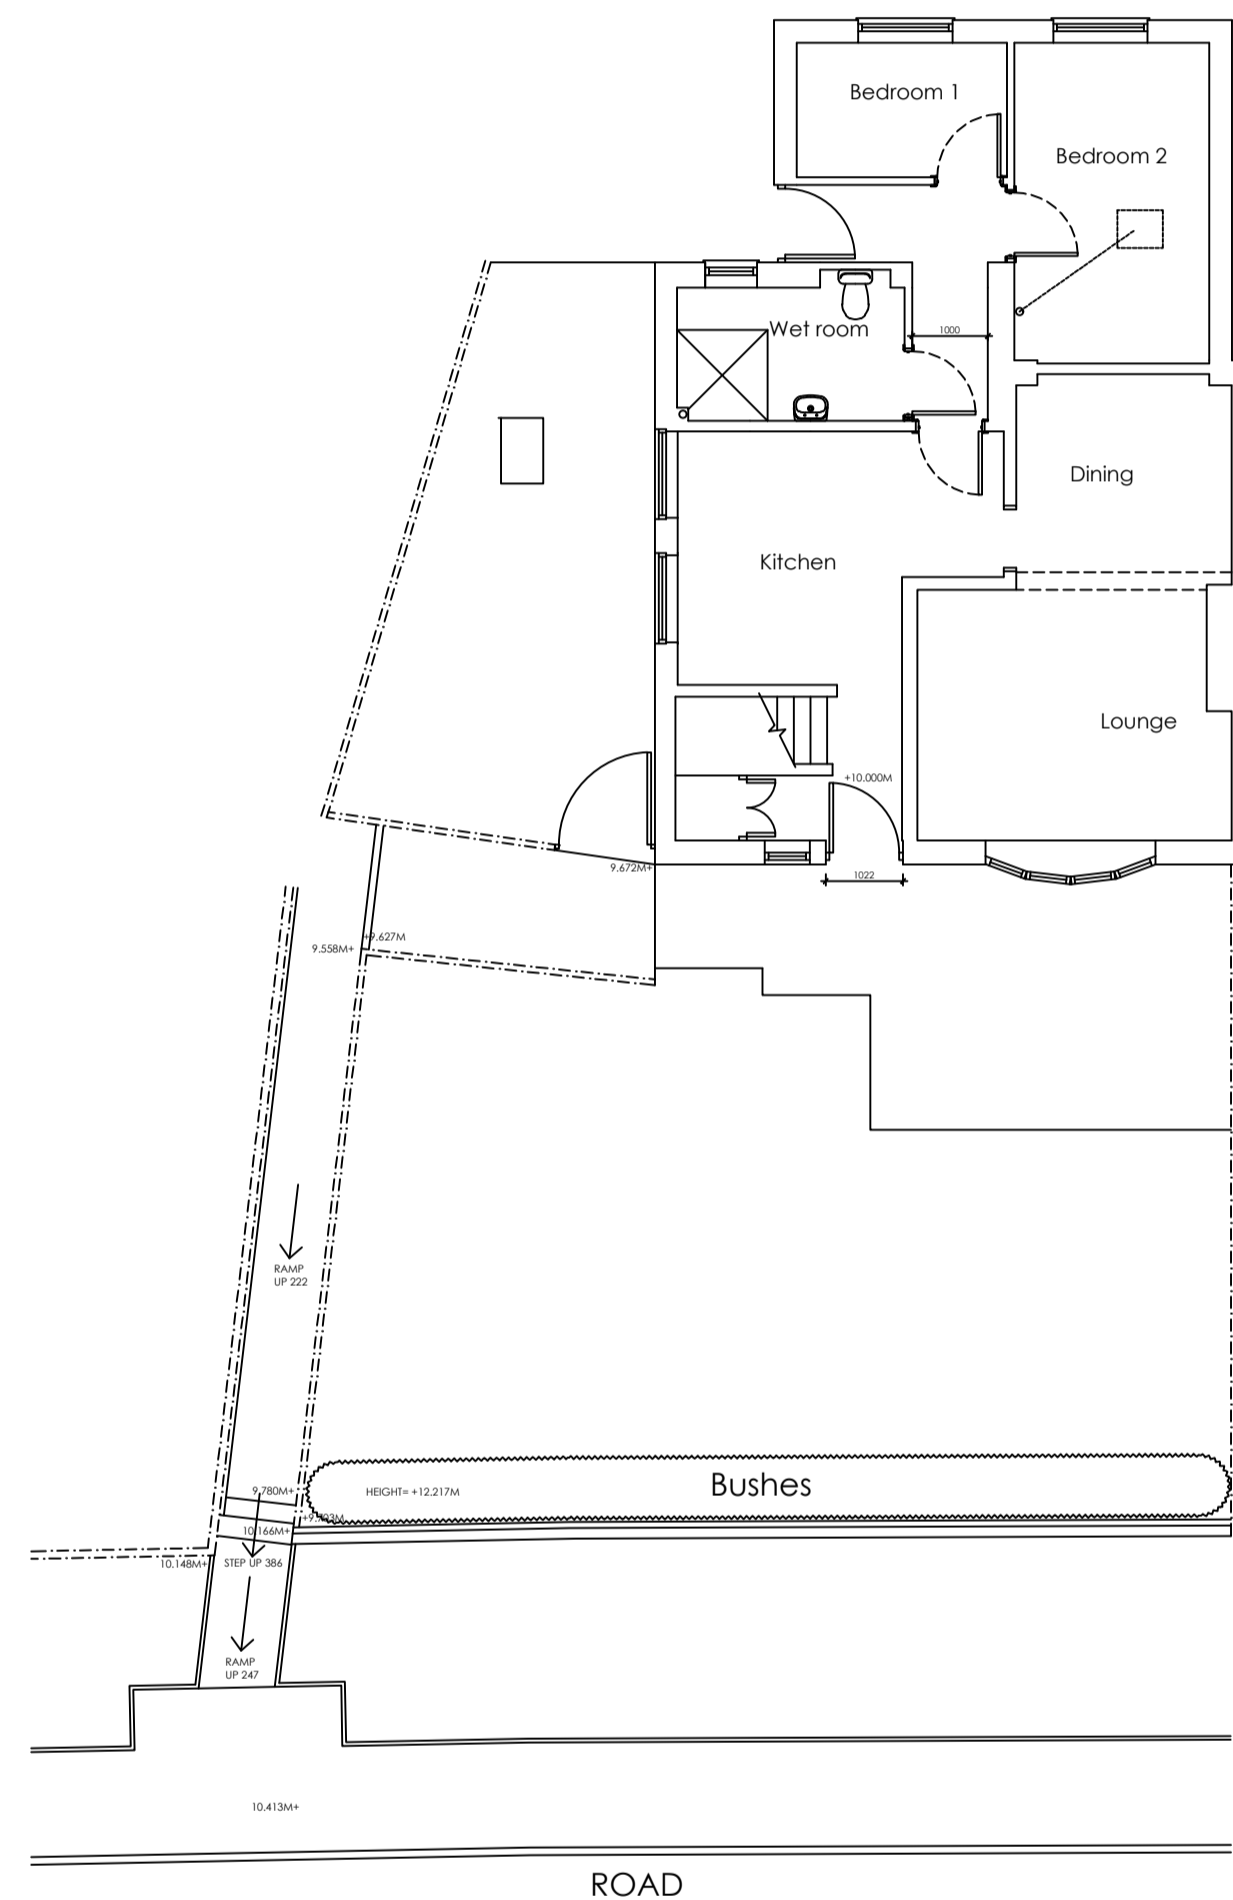 Bedroom 1
Bedroom 2
Wet room
1000
Dining
Kitchen
Lounge
+10.000M
9.672M+
1022
+9.627M
9.558M+
RAMP
UP 222
Bushes
9.780M+
HEIGHT= +12.217M
10.166M+
10.148M+
STEP UP 386
RAMP
UP 247
10.413M+
ROAD